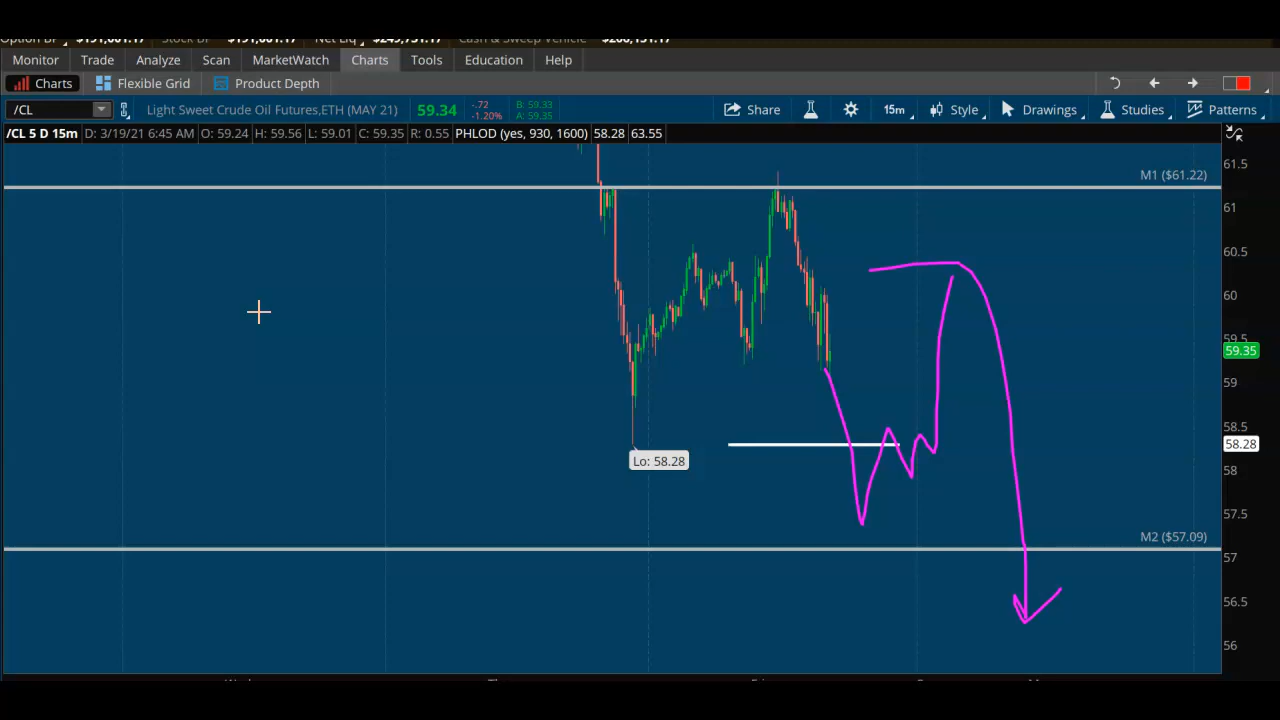 Option BP $191,601.17 Stock BP $191,601.17 Net Liq $249,731.17 Cash & Sweep Vehicle $206,151.17
Monitor Trade Analyze Scan MarketWatch Charts Tools Education Help
Charts Flexible Grid Product Depth
/CL Light Sweet Crude Oil Futures,ETH (MAY 21) 59.34 -.72 -1.20% B: 59.33 A: 59.35 Share 15m Style Drawings Studies Patterns
/CL 5 D 15m D: 3/19/21 6:45 AM O: 59.24 H: 59.56 L: 59.01 C: 59.35 R: 0.55 PHLOD (yes, 930, 1600) 58.28 63.55
61.5
M1 ($61.22)
61
60.5
60
59.5
59.35
59
58.5
58.28
Lo: 58.28
58
57.5
M2 ($57.09)
57
56.5
56